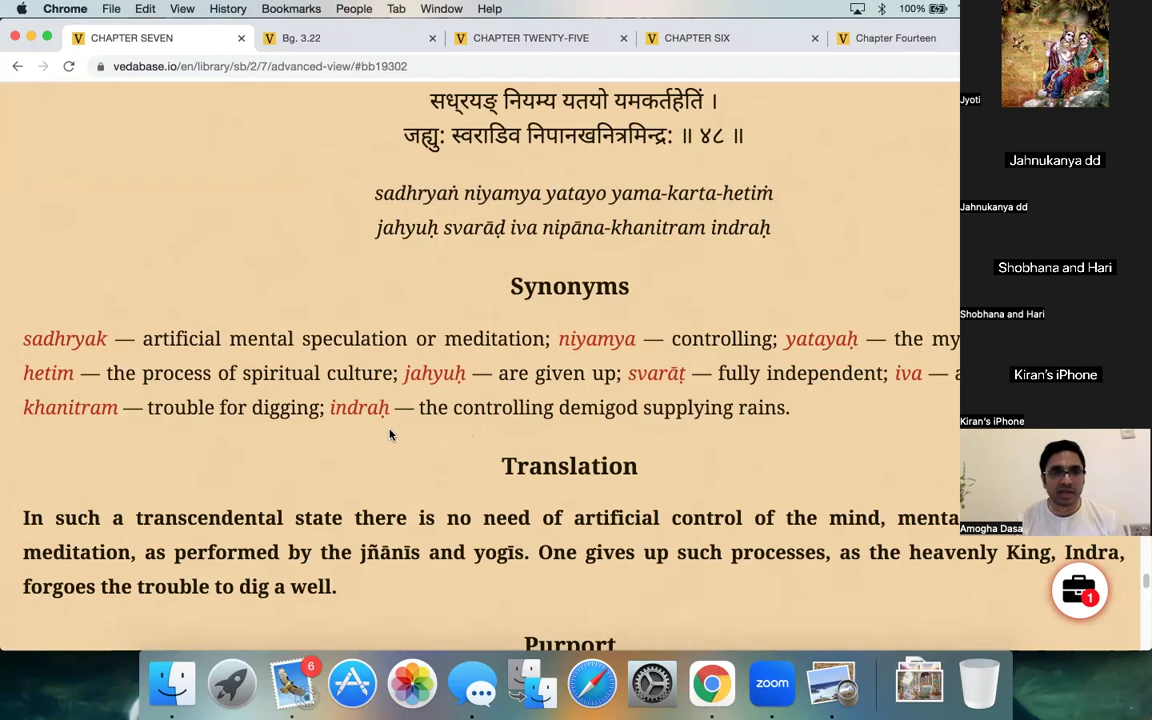 Chrome File Edit View History Bookmarks People Tab Window Help 100%
CHAPTER SEVEN Bg. 3.22 CHAPTER TWENTY-FIVE CHAPTER SIX Chapter Fourteen
vedabase.io/en/library/sb/2/7/advanced-view/#bb19302
सध्रयङ्‍ नियम्य यतयो यमकर्तहेतिं ।
जह्यु: स्वराडिव निपानखनित्रमिन्द्र: ॥ ४८ ॥
sadhryaṅ niyamya yatayo yama-karta-hetiṁ
jahyuḥ svarāḍ iva nipāna-khanitram indraḥ
Synonyms
sadhryak — artificial mental speculation or meditation; niyamya — controlling; yatayaḥ — the my
hetim — the process of spiritual culture; jahyuḥ — are given up; svarāṭ — fully independent; iva — a
khanitram — trouble for digging; indraḥ — the controlling demigod supplying rains.
Translation
In such a transcendental state there is no need of artificial control of the mind, menta
meditation, as performed by the jñānīs and yogīs. One gives up such processes, as the heavenly King, Indra,
forgoes the trouble to dig a well.
Purport
Jyoti
Jahnukanya dd
Jahnukanya dd
Shobhana and Hari
Shobhana and Hari
Kiran's iPhone
Kiran's iPhone
Amogha Dasa
1
6
zoom